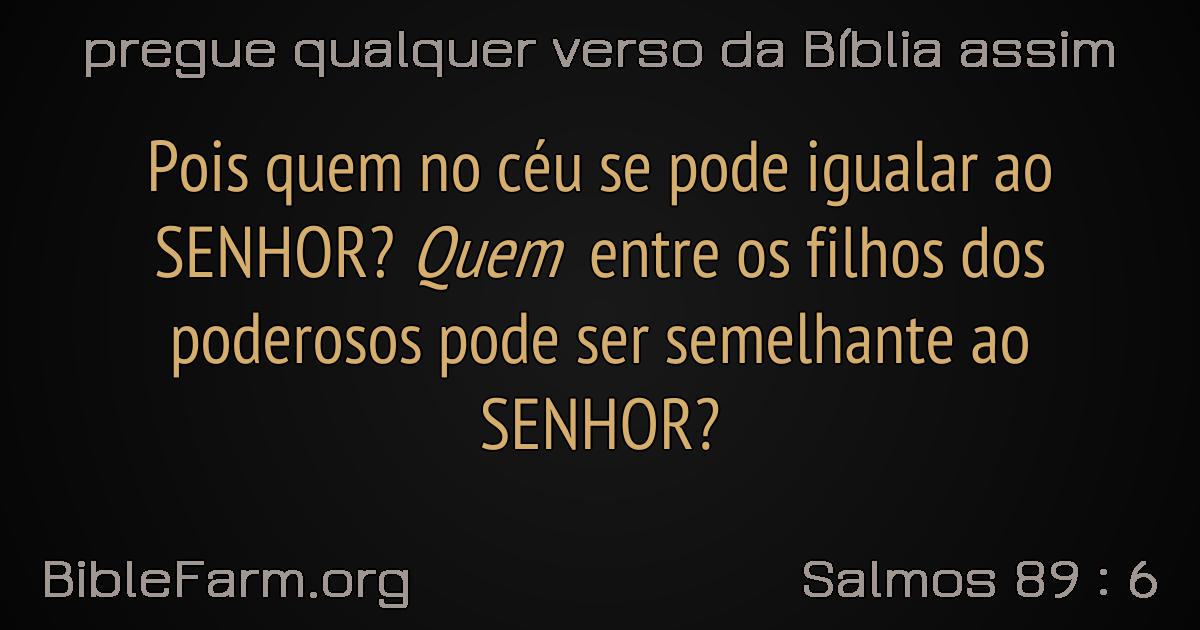 pregue qualquer verso da Bíblia assim
Pois quem no céu se pode igualar ao
SENHOR? Quem entre os filhos dos
poderosos pode ser semelhante ao
SENHOR?
BibleFarm.org
Salmos 89 : 6